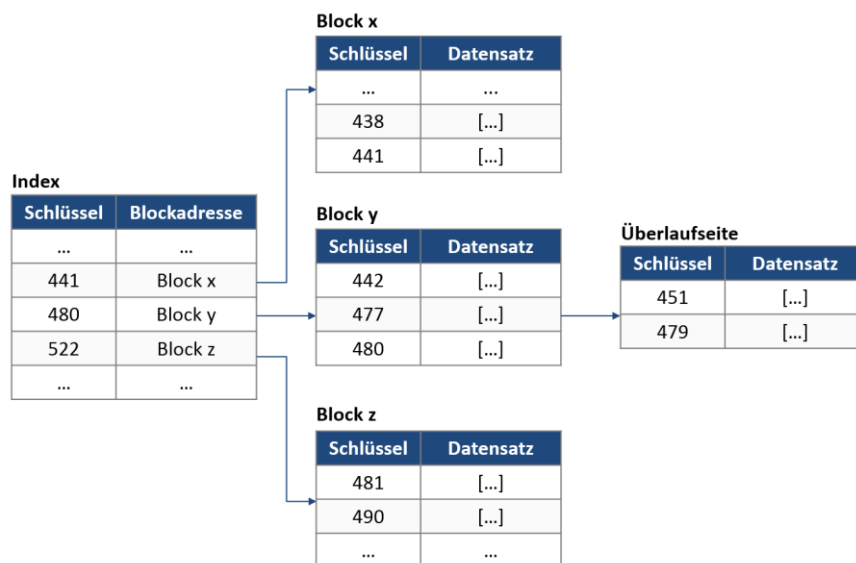 Block x
Schlüssel Datensatz
... ...
438 [...]
441 [...]
Index
Schlüssel Blockadresse
... ...
441 Block x
480 Block y
522 Block z
... ...
Block y
Schlüssel Datensatz
442 [...]
477 [...]
480 [...]
Überlaufseite
Schlüssel Datensatz
451 [...]
479 [...]
Block z
Schlüssel Datensatz
481 [...]
490 [...]
... ...